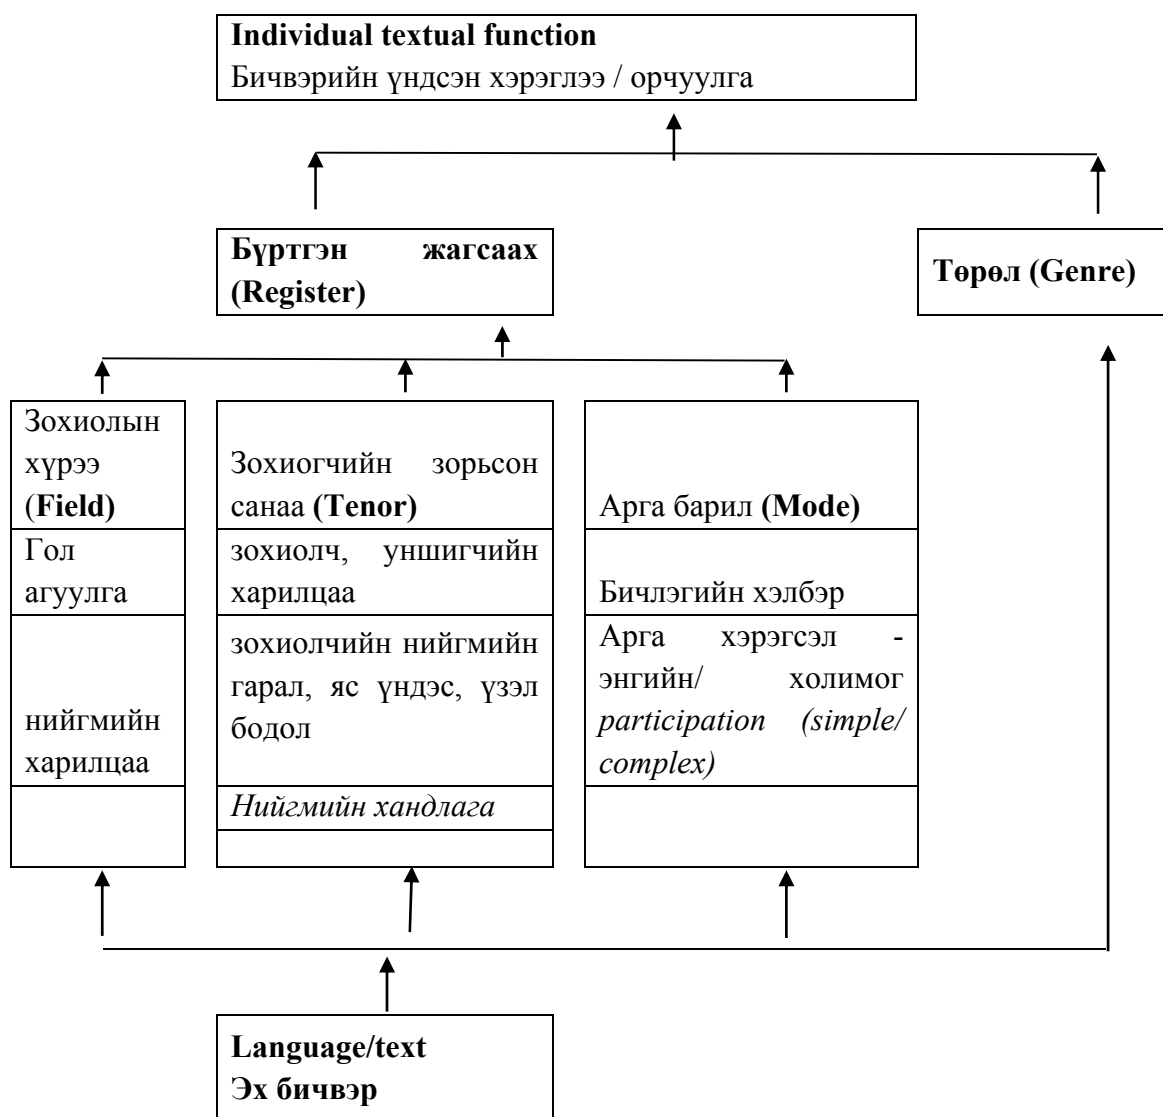 Individual textual function
Бичвэрийн үндсэн хэрэглээ / орчуулга
Бүртгэн жагсаах
(Register)
Төрөл (Genre)
Зохиолын
хүрээ
(Field)
Гол
агуулга
нийгмийн
харилцаа
Зохиогчийн зорьсон
санаа (Tenor)
зохиолч, уншигчийн
харилцаа
зохиолчийн нийгмийн
гарал, яс үндэс, үзэл
бодол
Нийгмийн хандлага
Арга барил (Mode)
Бичлэгийн хэлбэр
Арга хэрэгсэл -
энгийн/ холимог
participation (simple/
complex)
Language/text
Эх бичвэр